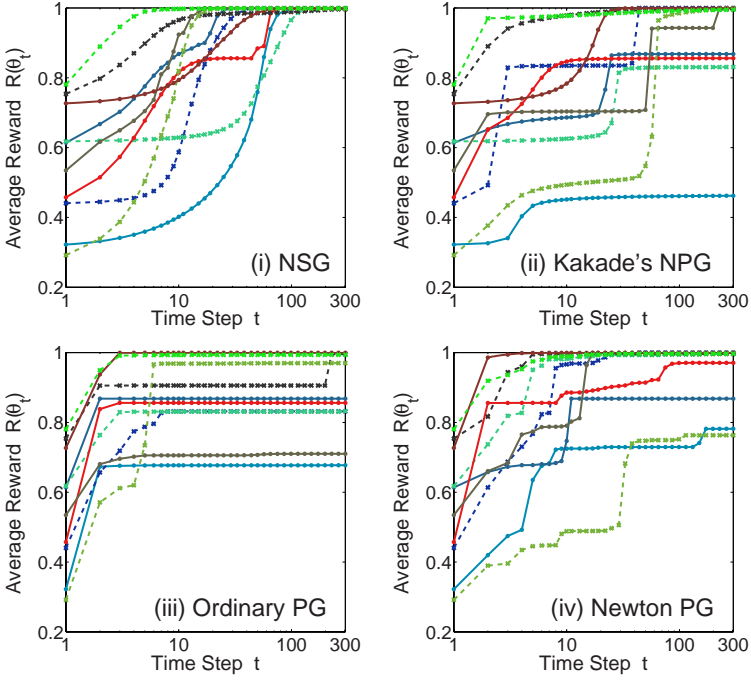 1
0.8
0.6
0.4
0.2
Average Reward R(θt)
(i) NSG
1 10 100 300
Time Step t
1
0.8
0.6
0.4
0.2
Average Reward R(θt)
(ii) Kakade's NPG
1 10 100 300
Time Step t
1
0.8
0.6
0.4
0.2
Average Reward R(θt)
(iii) Ordinary PG
1 10 100 300
Time Step t
1
0.8
0.6
0.4
0.2
Average Reward R(θt)
(iv) Newton PG
1 10 100 300
Time Step t